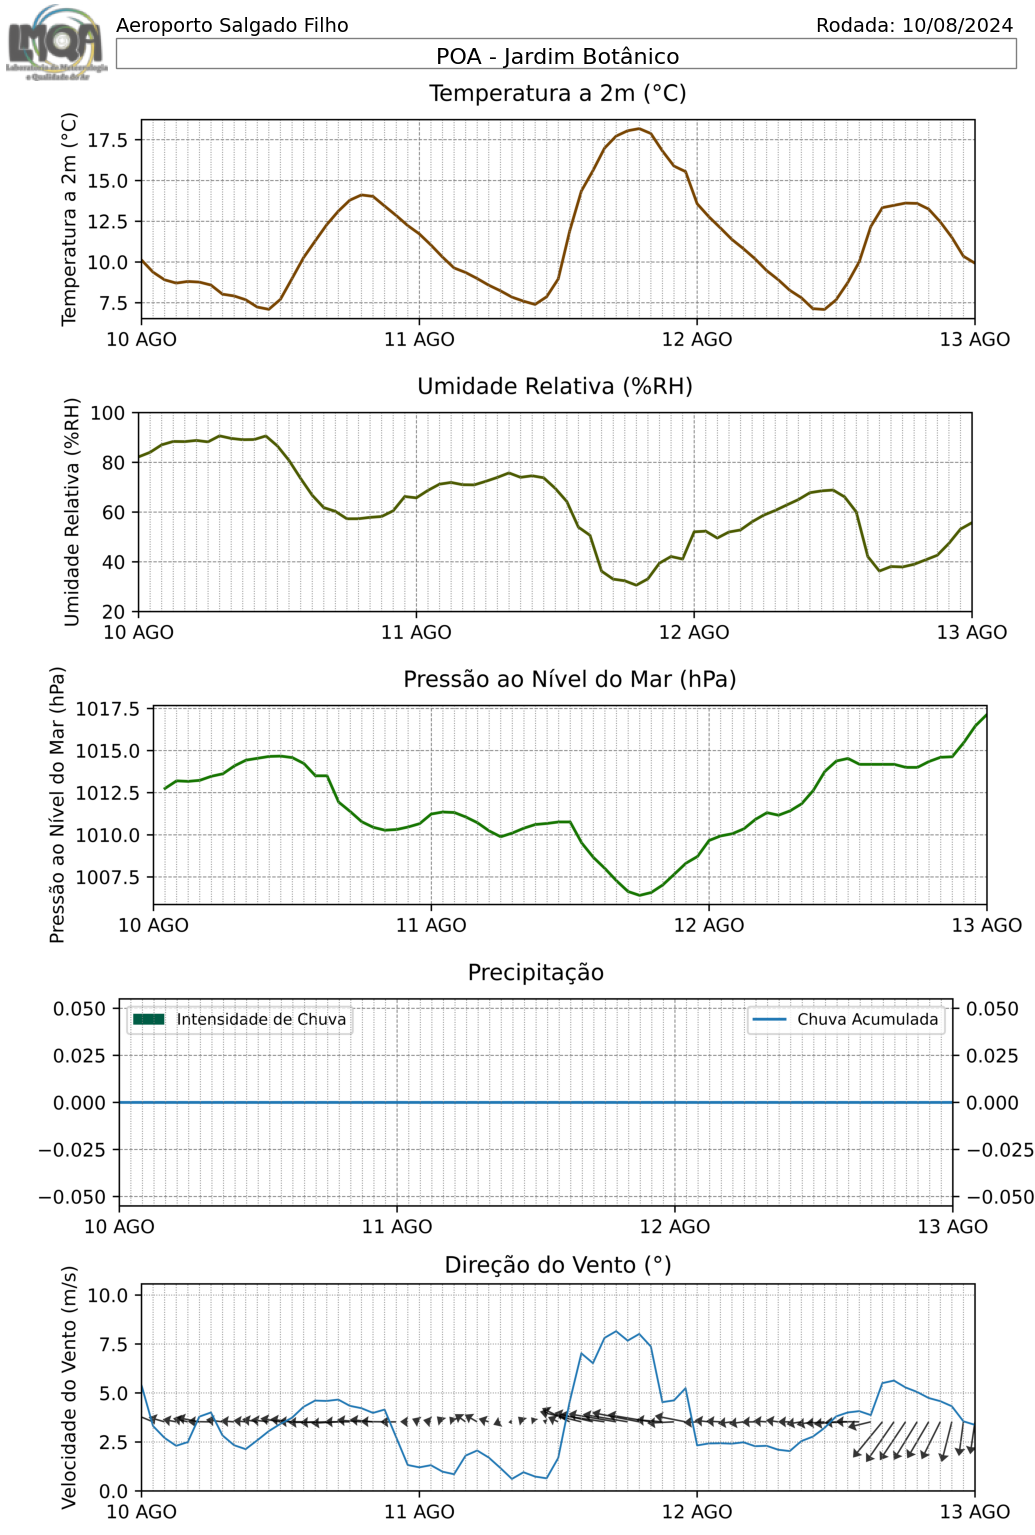 LMQA
Laboratório de Meteorologia
e Qualidade do Ar
Aeroporto Salgado Filho
Rodada: 10/08/2024
POA - Jardim Botânico
Temperatura a 2m (°C)
Temperatura a 2m (°C)
17.5
15.0
12.5
10.0
7.5
10 AGO
11 AGO
12 AGO
13 AGO
Umidade Relativa (%RH)
Umidade Relativa (%RH)
100
80
60
40
20
10 AGO
11 AGO
12 AGO
13 AGO
Pressão ao Nível do Mar (hPa)
Pressão ao Nível do Mar (hPa)
1017.5
1015.0
1012.5
1010.0
1007.5
10 AGO
11 AGO
12 AGO
13 AGO
Precipitação
0.050
0.025
0.000
−0.025
−0.050
Intensidade de Chuva
Chuva Acumulada
0.050
0.025
0.000
−0.025
−0.050
10 AGO
11 AGO
12 AGO
13 AGO
Direção do Vento (°)
Velocidade do Vento (m/s)
10.0
7.5
5.0
2.5
0.0
10 AGO
11 AGO
12 AGO
13 AGO